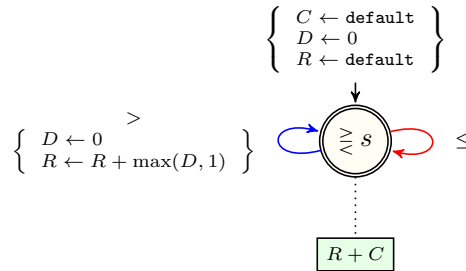 C ← default
D ← 0
R ← default
>
D ← 0
R ← R + max(D, 1)
≷ s
≤
R + C